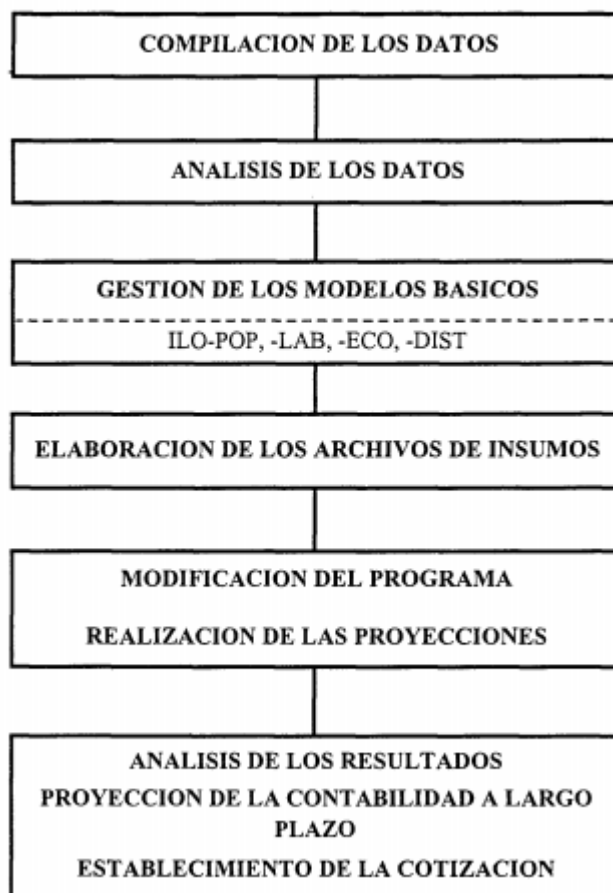 COMPILACION DE LOS DATOS
ANALISIS DE LOS DATOS
GESTION DE LOS MODELOS BASICOS
ILO-POP, -LAB, -ECO, -DIST
ELABORACION DE LOS ARCHIVOS DE INSUMOS
MODIFICACION DEL PROGRAMA
REALIZACION DE LAS PROYECCIONES
ANALISIS DE LOS RESULTADOS
PROYECCION DE LA CONTABILIDAD A LARGO
PLAZO
ESTABLECIMIENTO DE LA COTIZACION